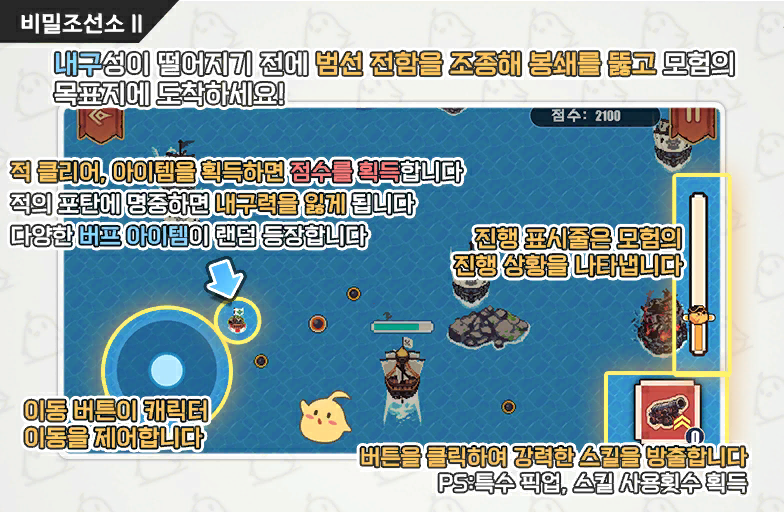 비밀조선소 II
내구성이 떨어지기 전에 범선 전함을 조종해 봉쇄를 뚫고 모험의
목표지에 도착하세요!
점수: 2100
적 클리어, 아이템을 획득하면 점수를 획득합니다
적의 포탄에 명중하면 내구력을 잃게 됩니다
다양한 버프 아이템이 랜덤 등장합니다
진행 표시줄은 모험의
진행 상황을 나타냅니다
이동 버튼이 캐릭터
이동을 제어합니다
0
버튼을 클릭하여 강력한 스킬을 방출합니다
PS:특수 픽업, 스킬 사용횟수 획득